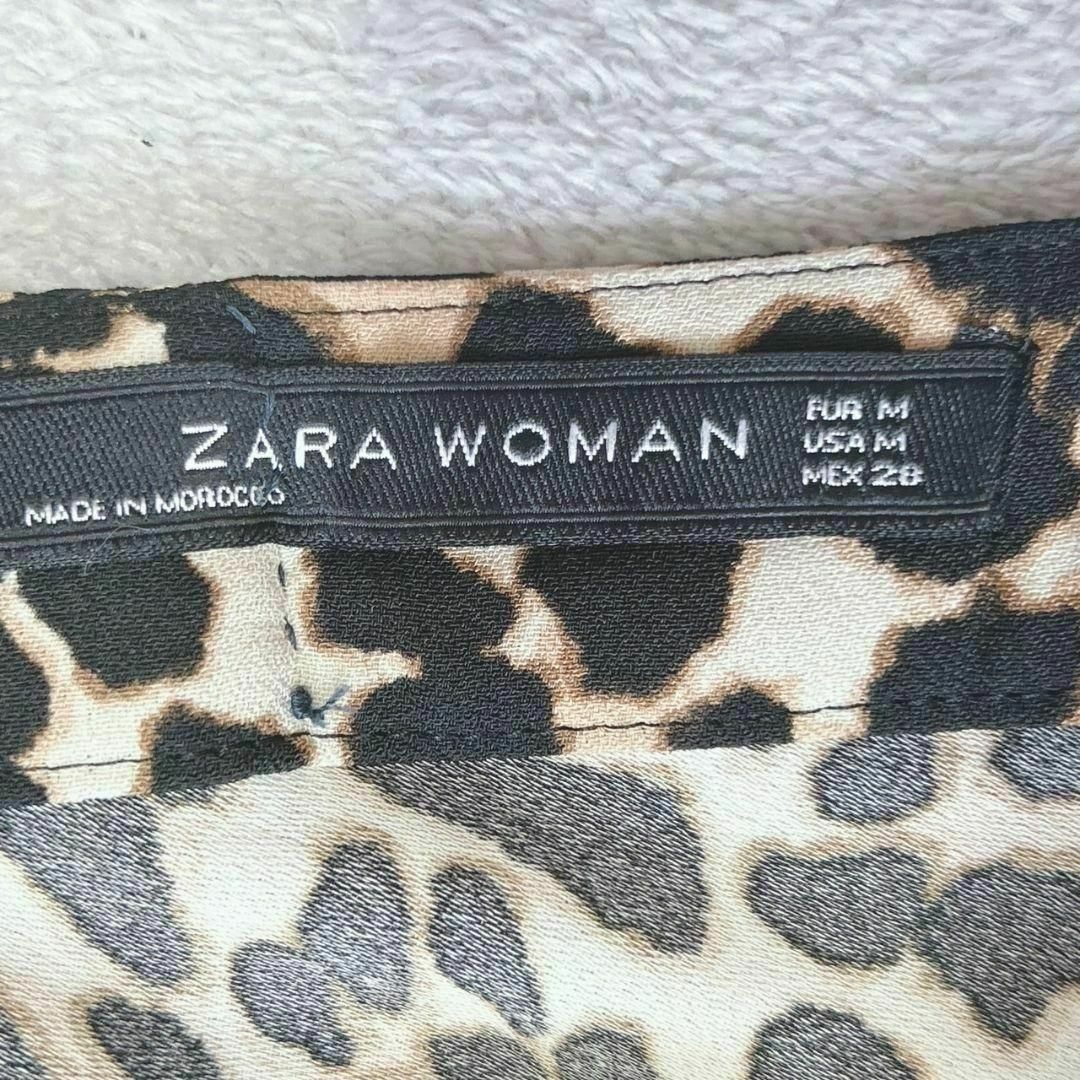 ZARA WOMAN
MADE IN MOROCCO
EUR M
USA M
MEX 28